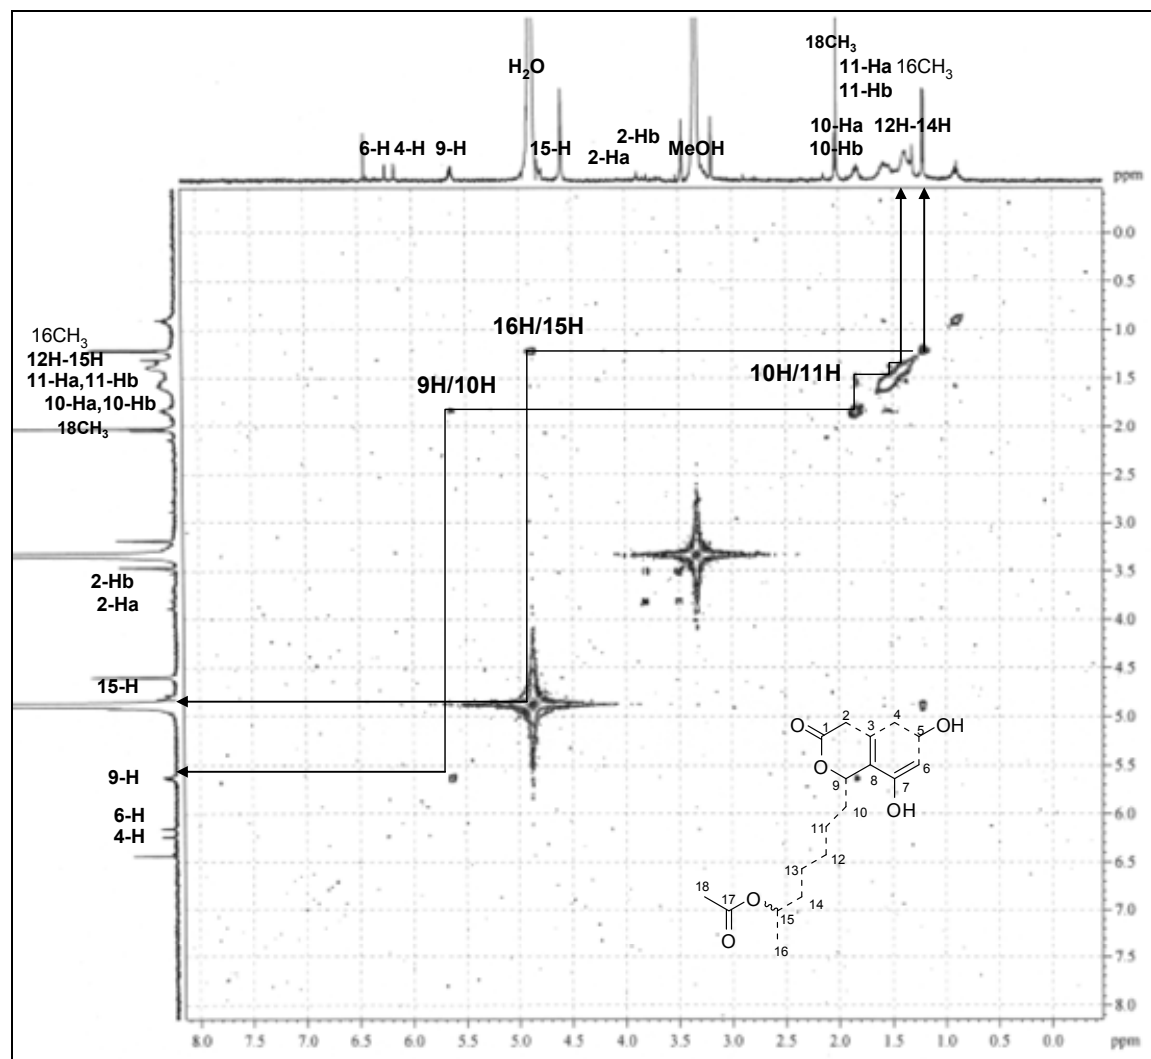 18CH₃
H₂O
11-Ha 16CH₃
11-Hb
2-Hb
10-Ha 12H-14H
6-H 4-H 9-H
15-H
2-Ha
MeOH
10-Hb
ppm
0.0
0.5
1.0
1.5
2.0
2.5
3.0
3.5
4.0
4.5
5.0
5.5
6.0
6.5
7.0
7.5
8.0
16H/15H
9H/10H
10H/11H
16CH₃
12H-15H
11-Ha,11-Hb
10-Ha,10-Hb
18CH₃
2-Hb
2-Ha
15-H
9-H
6-H
4-H
O 1 2 3 4 5 OH
O 9 8 7 6
OH
10
11
12
13
14
18 17 O 15
O 16
8.0 7.5 7.0 6.5 6.0 5.5 5.0 4.5 4.0 3.5 3.0 2.5 2.0 1.5 1.0 0.5 0.0 ppm